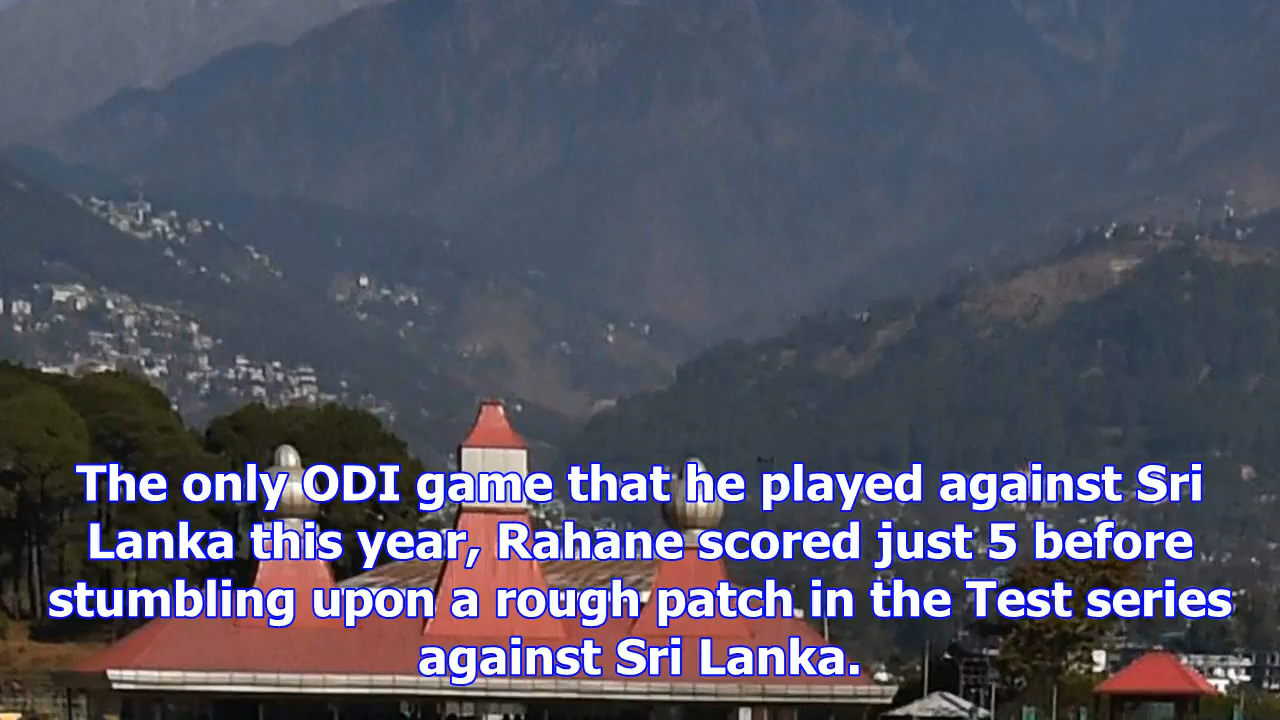 The only ODI game that he played against Sri
Lanka this year, Rahane scored just 5 before
stumbling upon a rough patch in the Test series
against Sri Lanka.